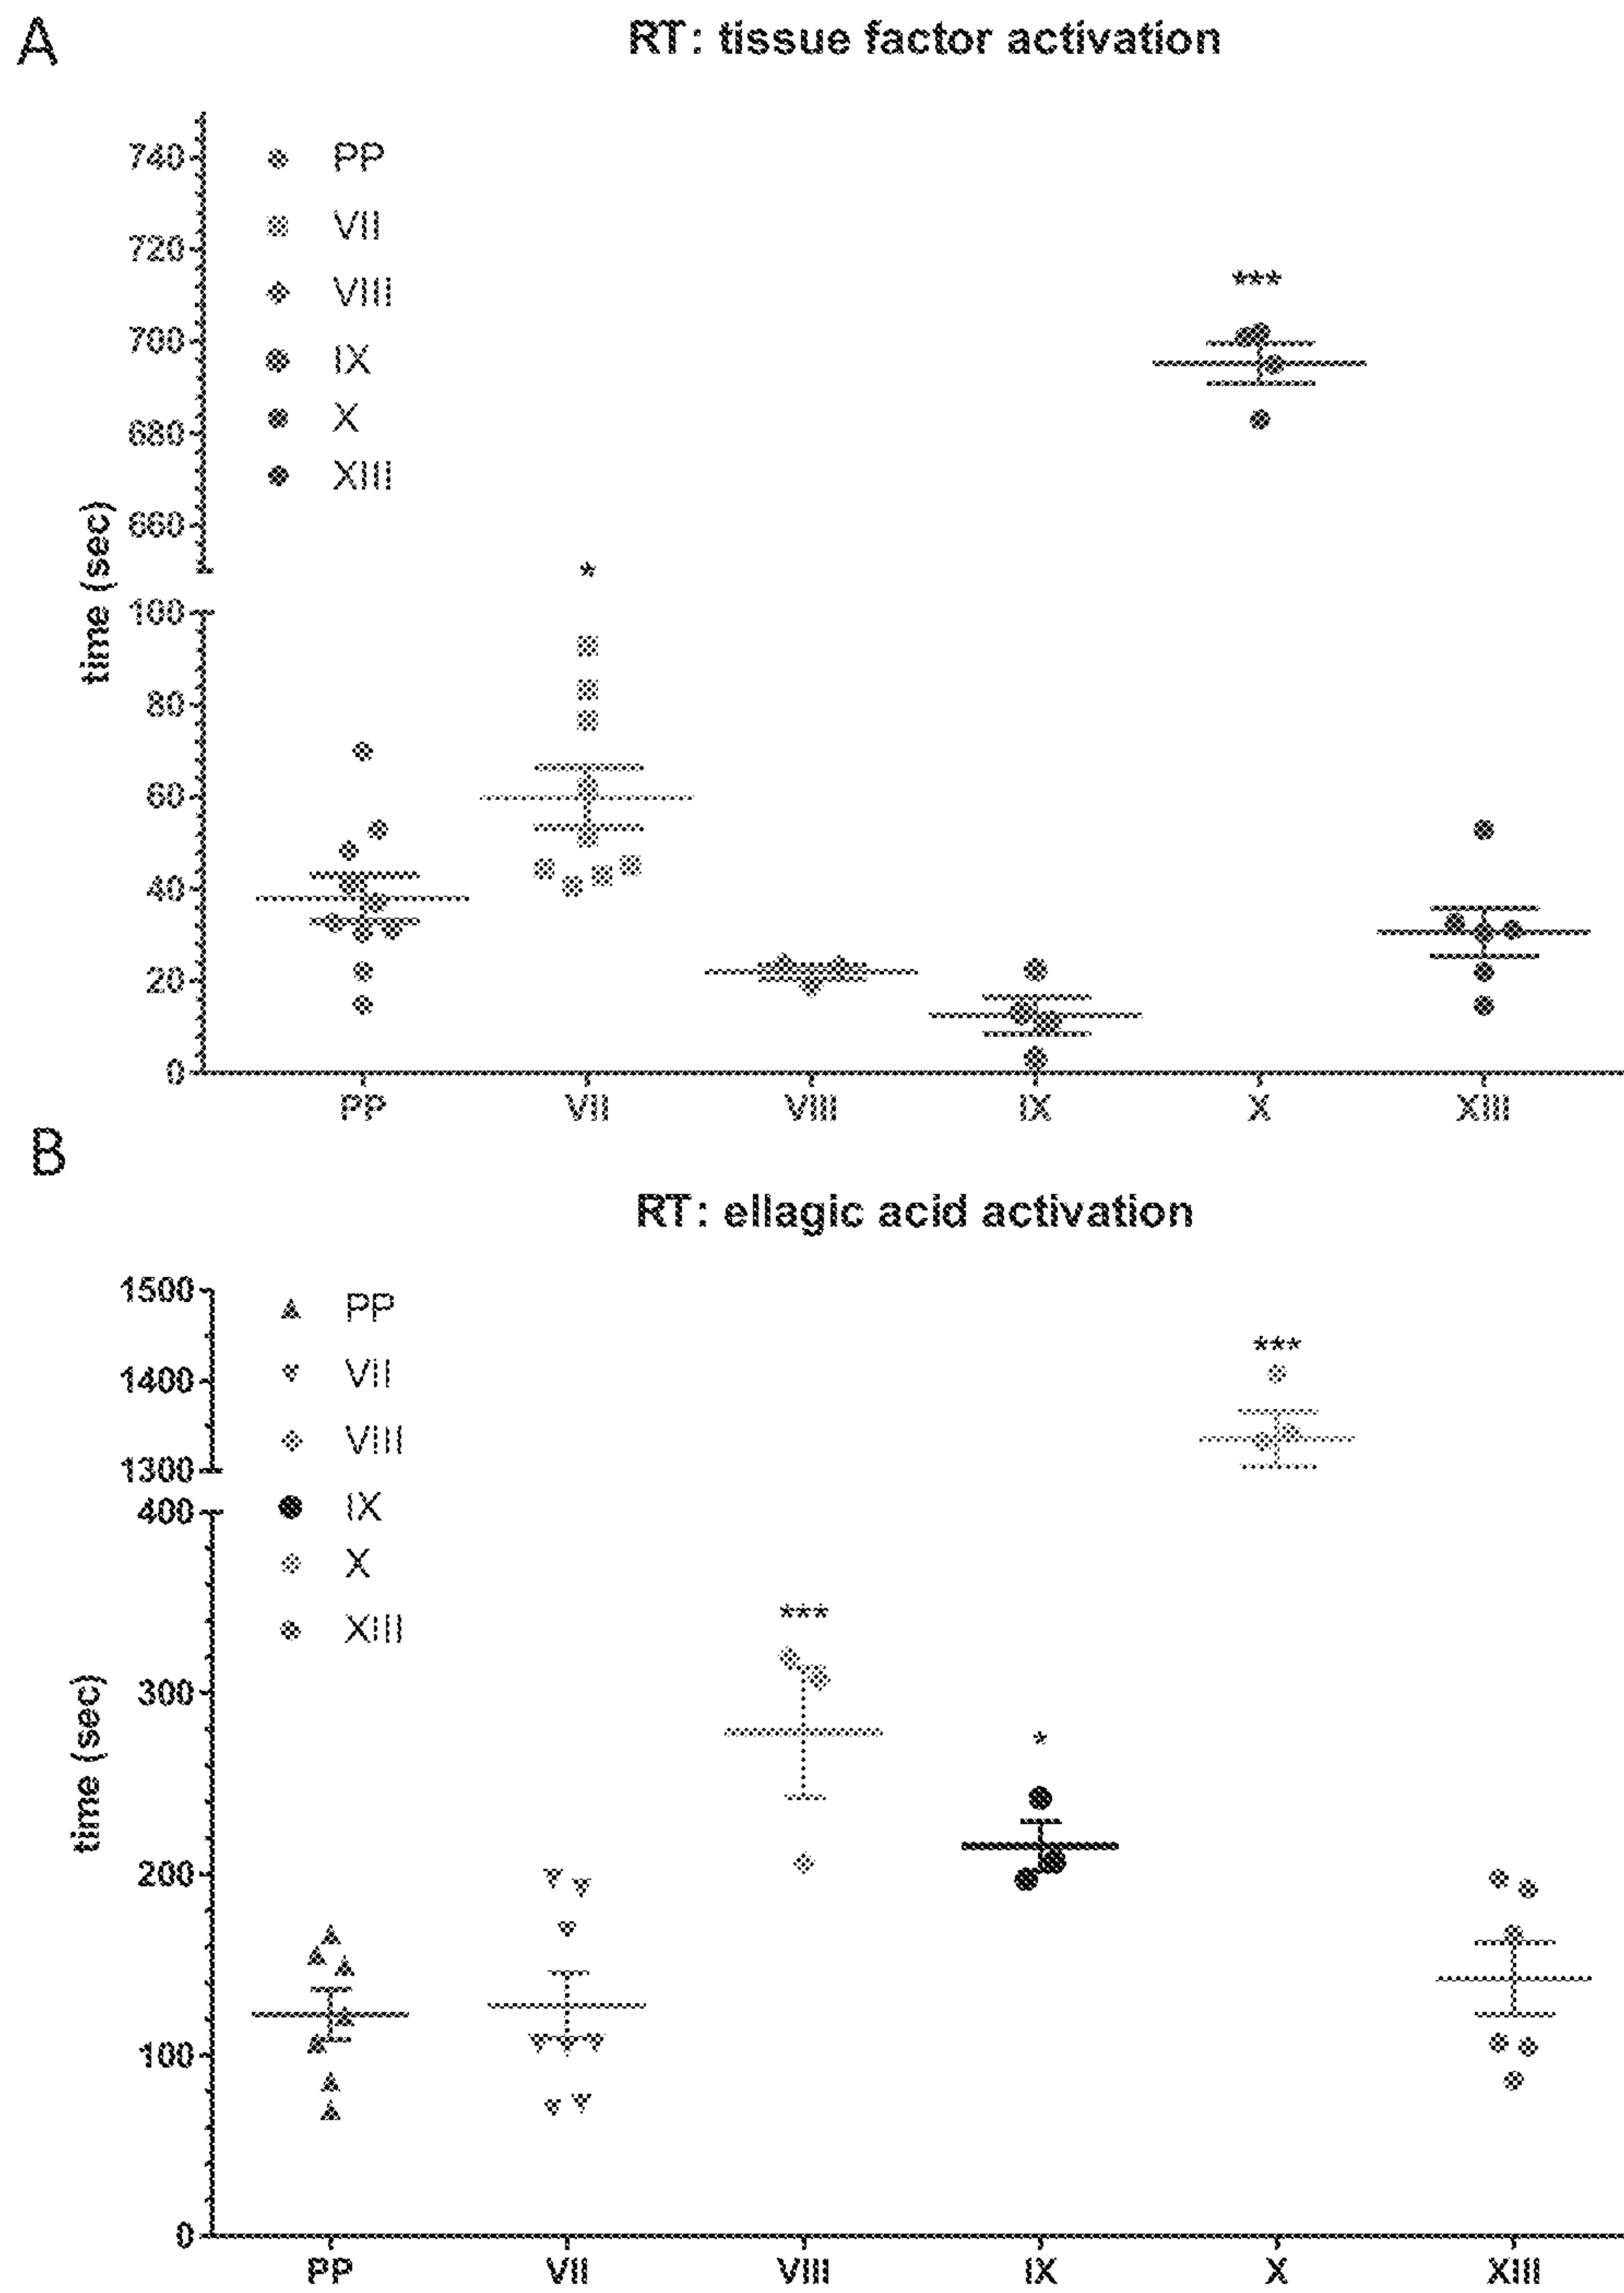 A
RT: tissue factor activation
740
720
700
680
660
100
80
60
40
20
0
time (sec)
PP
VII
VIII
IX
X
XIII
*
***
PP VII VIII IX X XIII
B
RT: ellagic acid activation
1500
1400
1300
400
300
200
100
0
time (sec)
PP
VII
VIII
IX
X
XIII
***
*
***
PP VII VIII IX X XIII